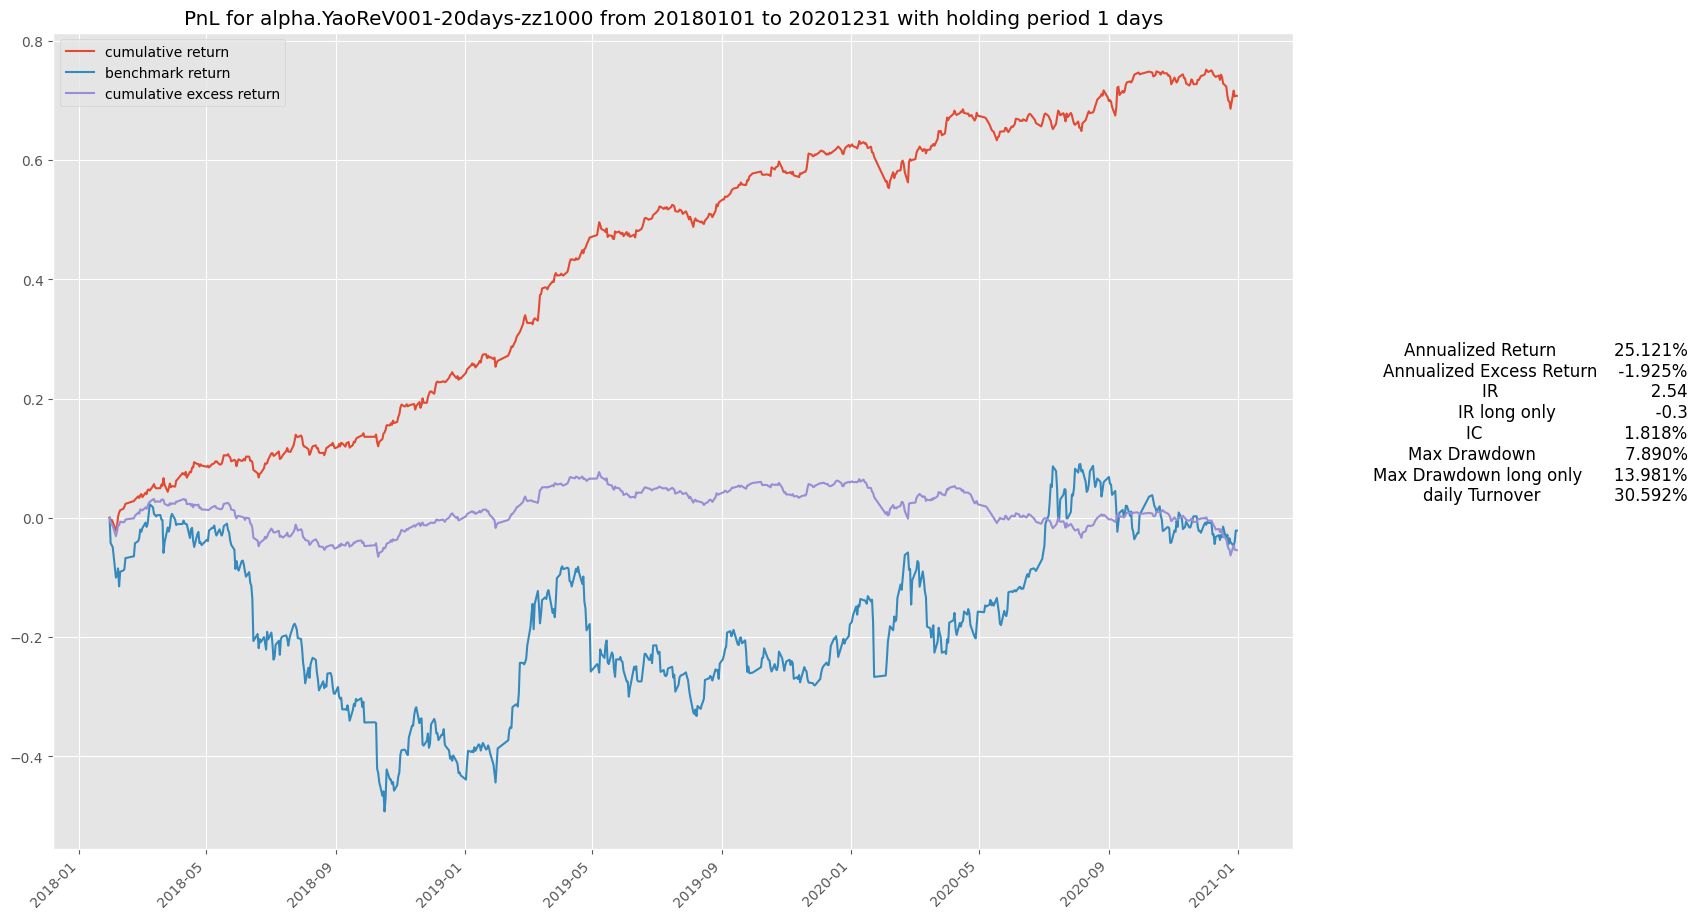 PnL for alpha.YaoReV001-20days-zz1000 from 20180101 to 20201231 with holding period 1 days
cumulative return
benchmark return
cumulative excess return
0.8
0.6
0.4
0.2
0.0
−0.2
−0.4
2018-01
2018-05
2018-09
2019-01
2019-05
2019-09
2020-01
2020-05
2020-09
2021-01
Annualized Return 25.121%
Annualized Excess Return -1.925%
IR 2.54
IR long only -0.3
IC 1.818%
Max Drawdown 7.890%
Max Drawdown long only 13.981%
daily Turnover 30.592%